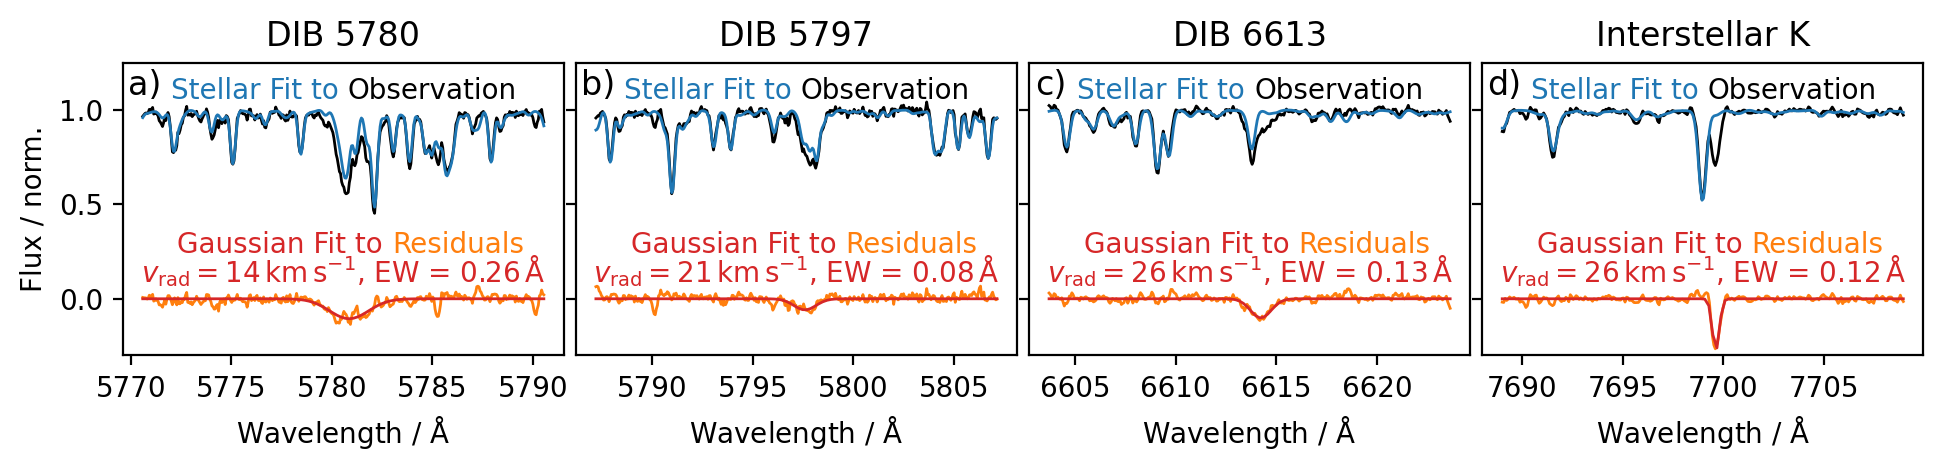 DIB 5780
DIB 5797
DIB 6613
Interstellar K
a) Stellar Fit to Observation
b) Stellar Fit to Observation
c) Stellar Fit to Observation
d) Stellar Fit to Observation
Flux / norm.
1.0
0.5
0.0
Gaussian Fit to Residuals
v_rad = 14 km s⁻¹, EW = 0.26 Å
Gaussian Fit to Residuals
v_rad = 21 km s⁻¹, EW = 0.08 Å
Gaussian Fit to Residuals
v_rad = 26 km s⁻¹, EW = 0.13 Å
Gaussian Fit to Residuals
v_rad = 26 km s⁻¹, EW = 0.12 Å
5770 5775 5780 5785 5790
5790 5795 5800 5805
6605 6610 6615 6620
7690 7695 7700 7705
Wavelength / Å
Wavelength / Å
Wavelength / Å
Wavelength / Å